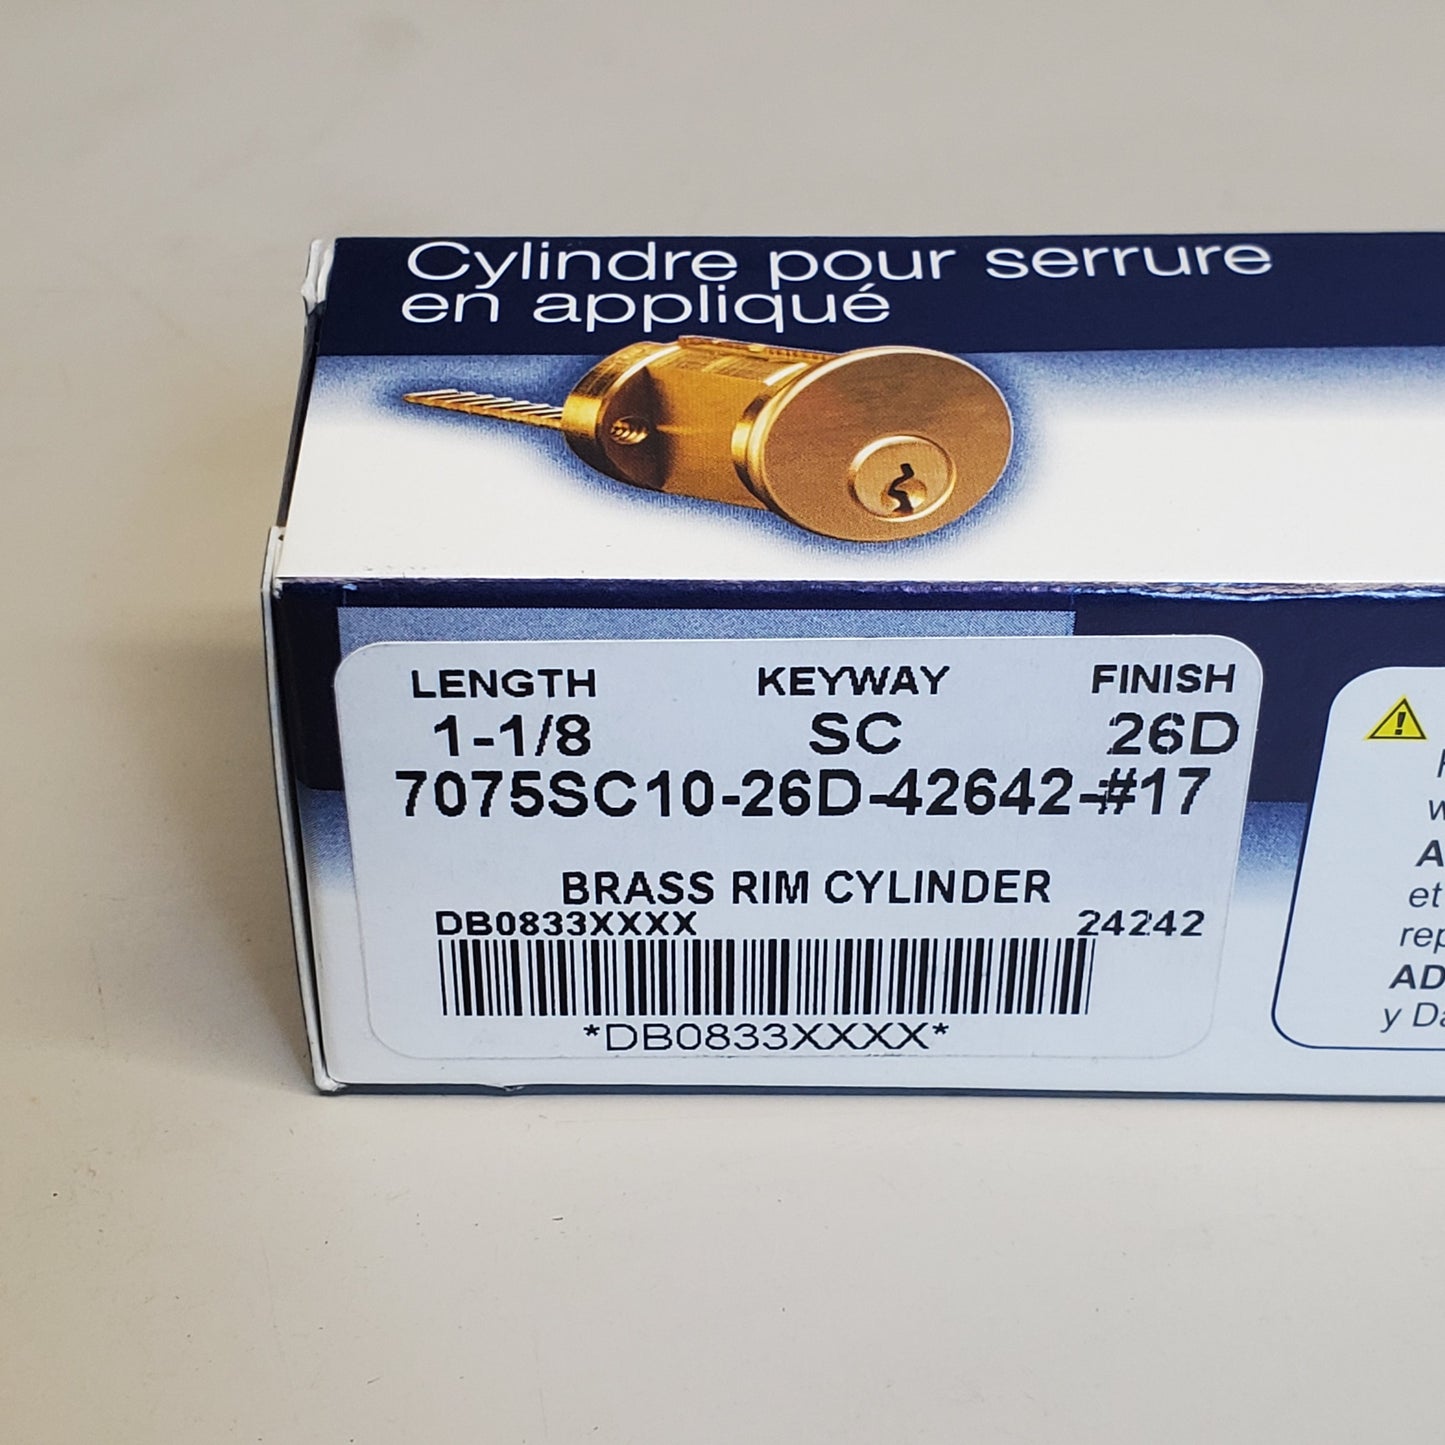 Cylindre pour serrure
en appliqué
LENGTH KEYWAY FINISH
1-1/8 SC 26D
7075SC10-26D-42642-#17
BRASS RIM CYLINDER
DB0833XXXX 24242
*DB0833XXXX*
et
y